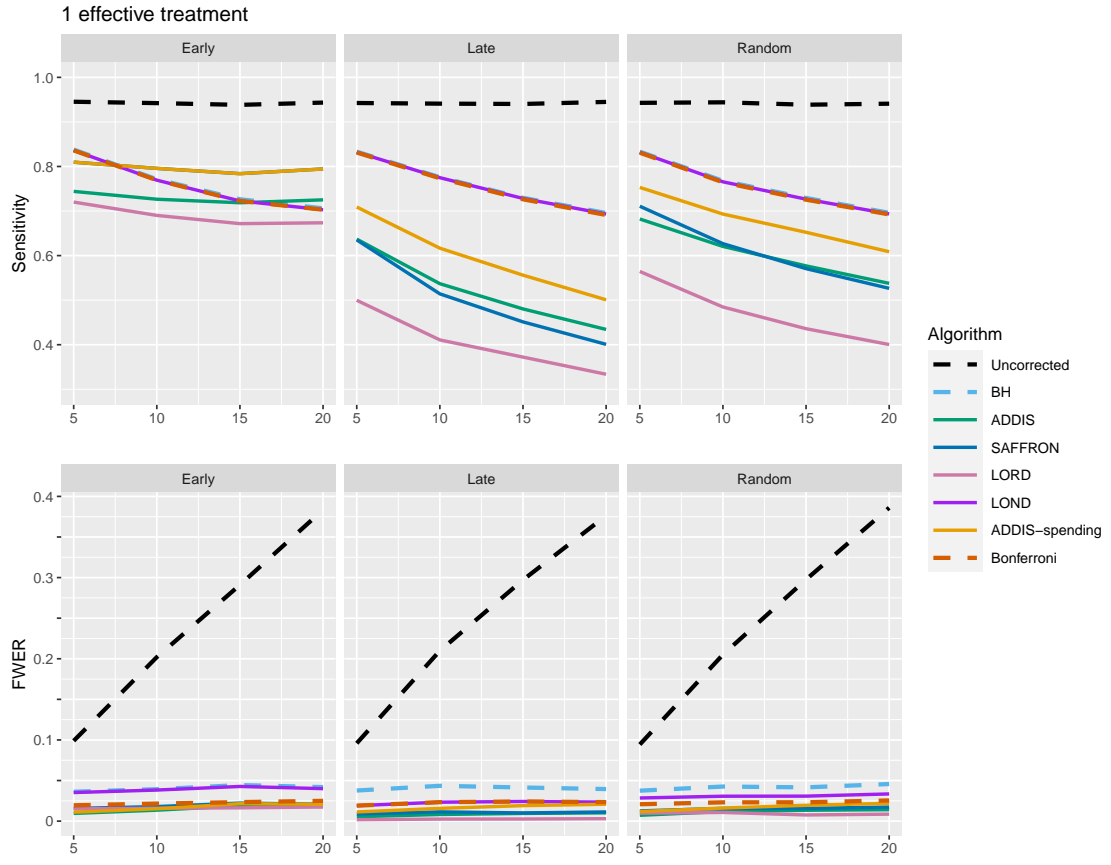 1 effective treatment
Early
Late
Random
1.0
0.8
0.6
0.4
Sensitivity
5 10 15 20
5 10 15 20
5 10 15 20
Early
Late
Random
0.4
0.3
0.2
0.1
0
FWER
5 10 15 20
5 10 15 20
5 10 15 20
Algorithm
Uncorrected
BH
ADDIS
SAFFRON
LORD
LOND
ADDIS−spending
Bonferroni